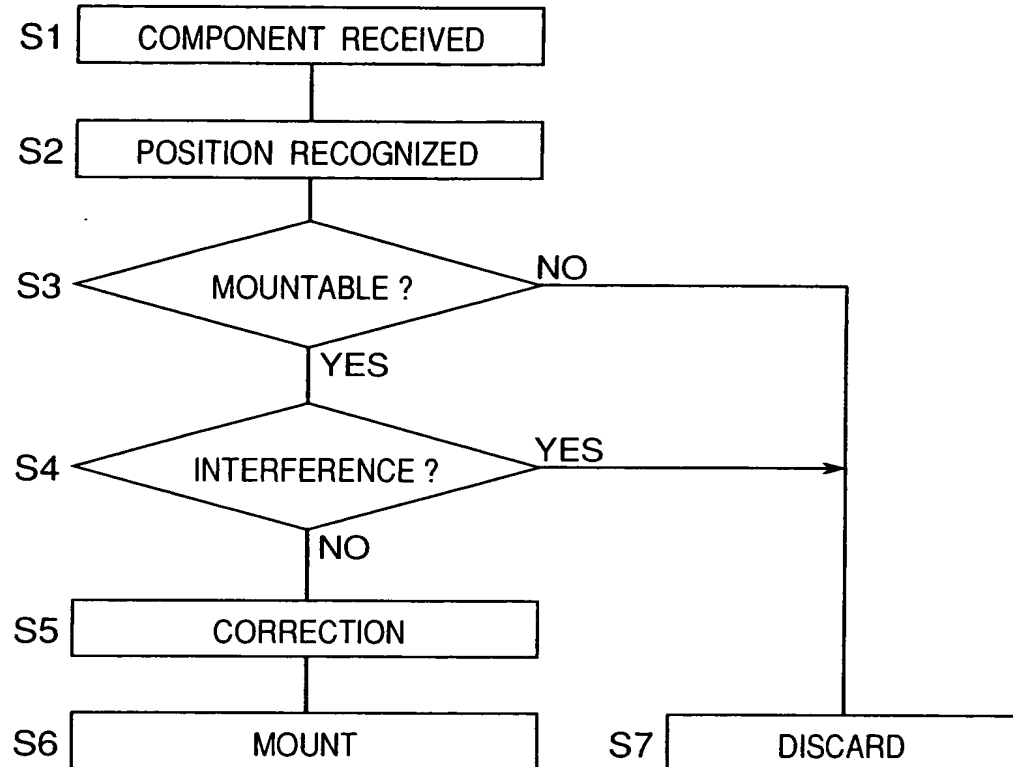 S1 COMPONENT RECEIVED
S2 POSITION RECOGNIZED
S3 MOUNTABLE ? NO
YES
S4 INTERFERENCE ? YES
NO
S5 CORRECTION
S6 MOUNT S7 DISCARD